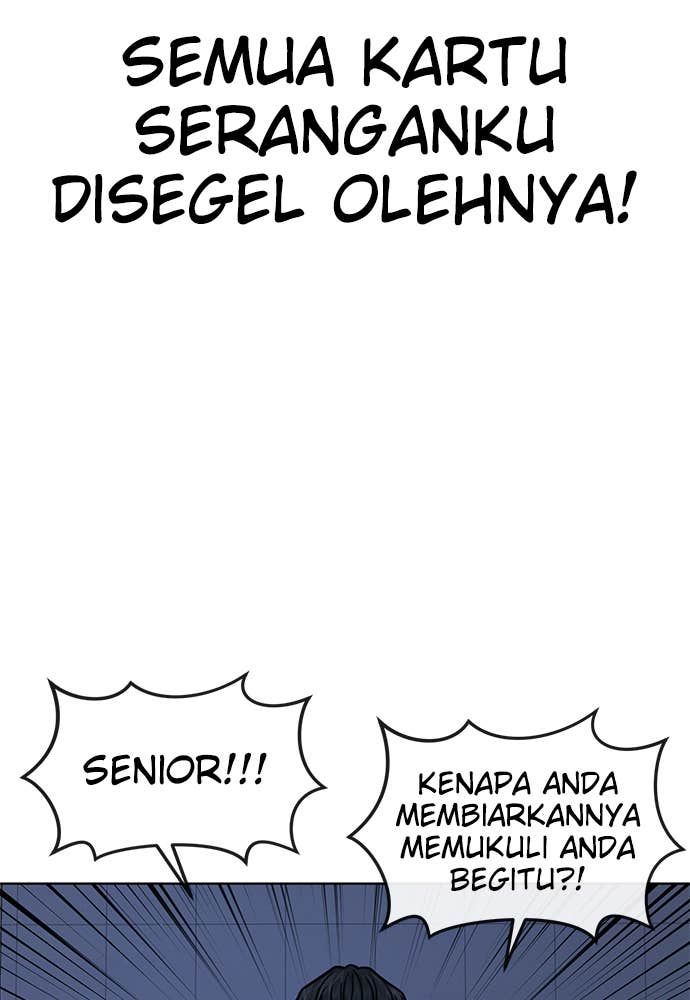 SEMUA KARTU
SERANGANKU
DISEGEL OLEHNYA!
SENIOR!!!
KENAPA ANDA
MEMBIARKANNYA
MEMUKULI ANDA
BEGITU?!